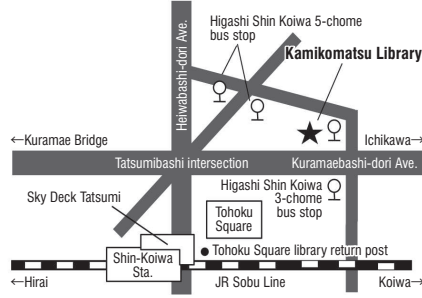 Higashi Shin Koiwa 5-chome
bus stop
Heiwabashi-dori Ave.
Kamikomatsu Library
←Kuramae Bridge
Ichikawa→
Tatsumibashi intersection
Kuramaebashi-dori Ave.
Sky Deck Tatsumi
Higashi Shin Koiwa
3-chome
bus stop
Tohoku
Square
Tohoku Square library return post
Shin-Koiwa
Sta.
←Hirai
JR Sobu Line
Koiwa→